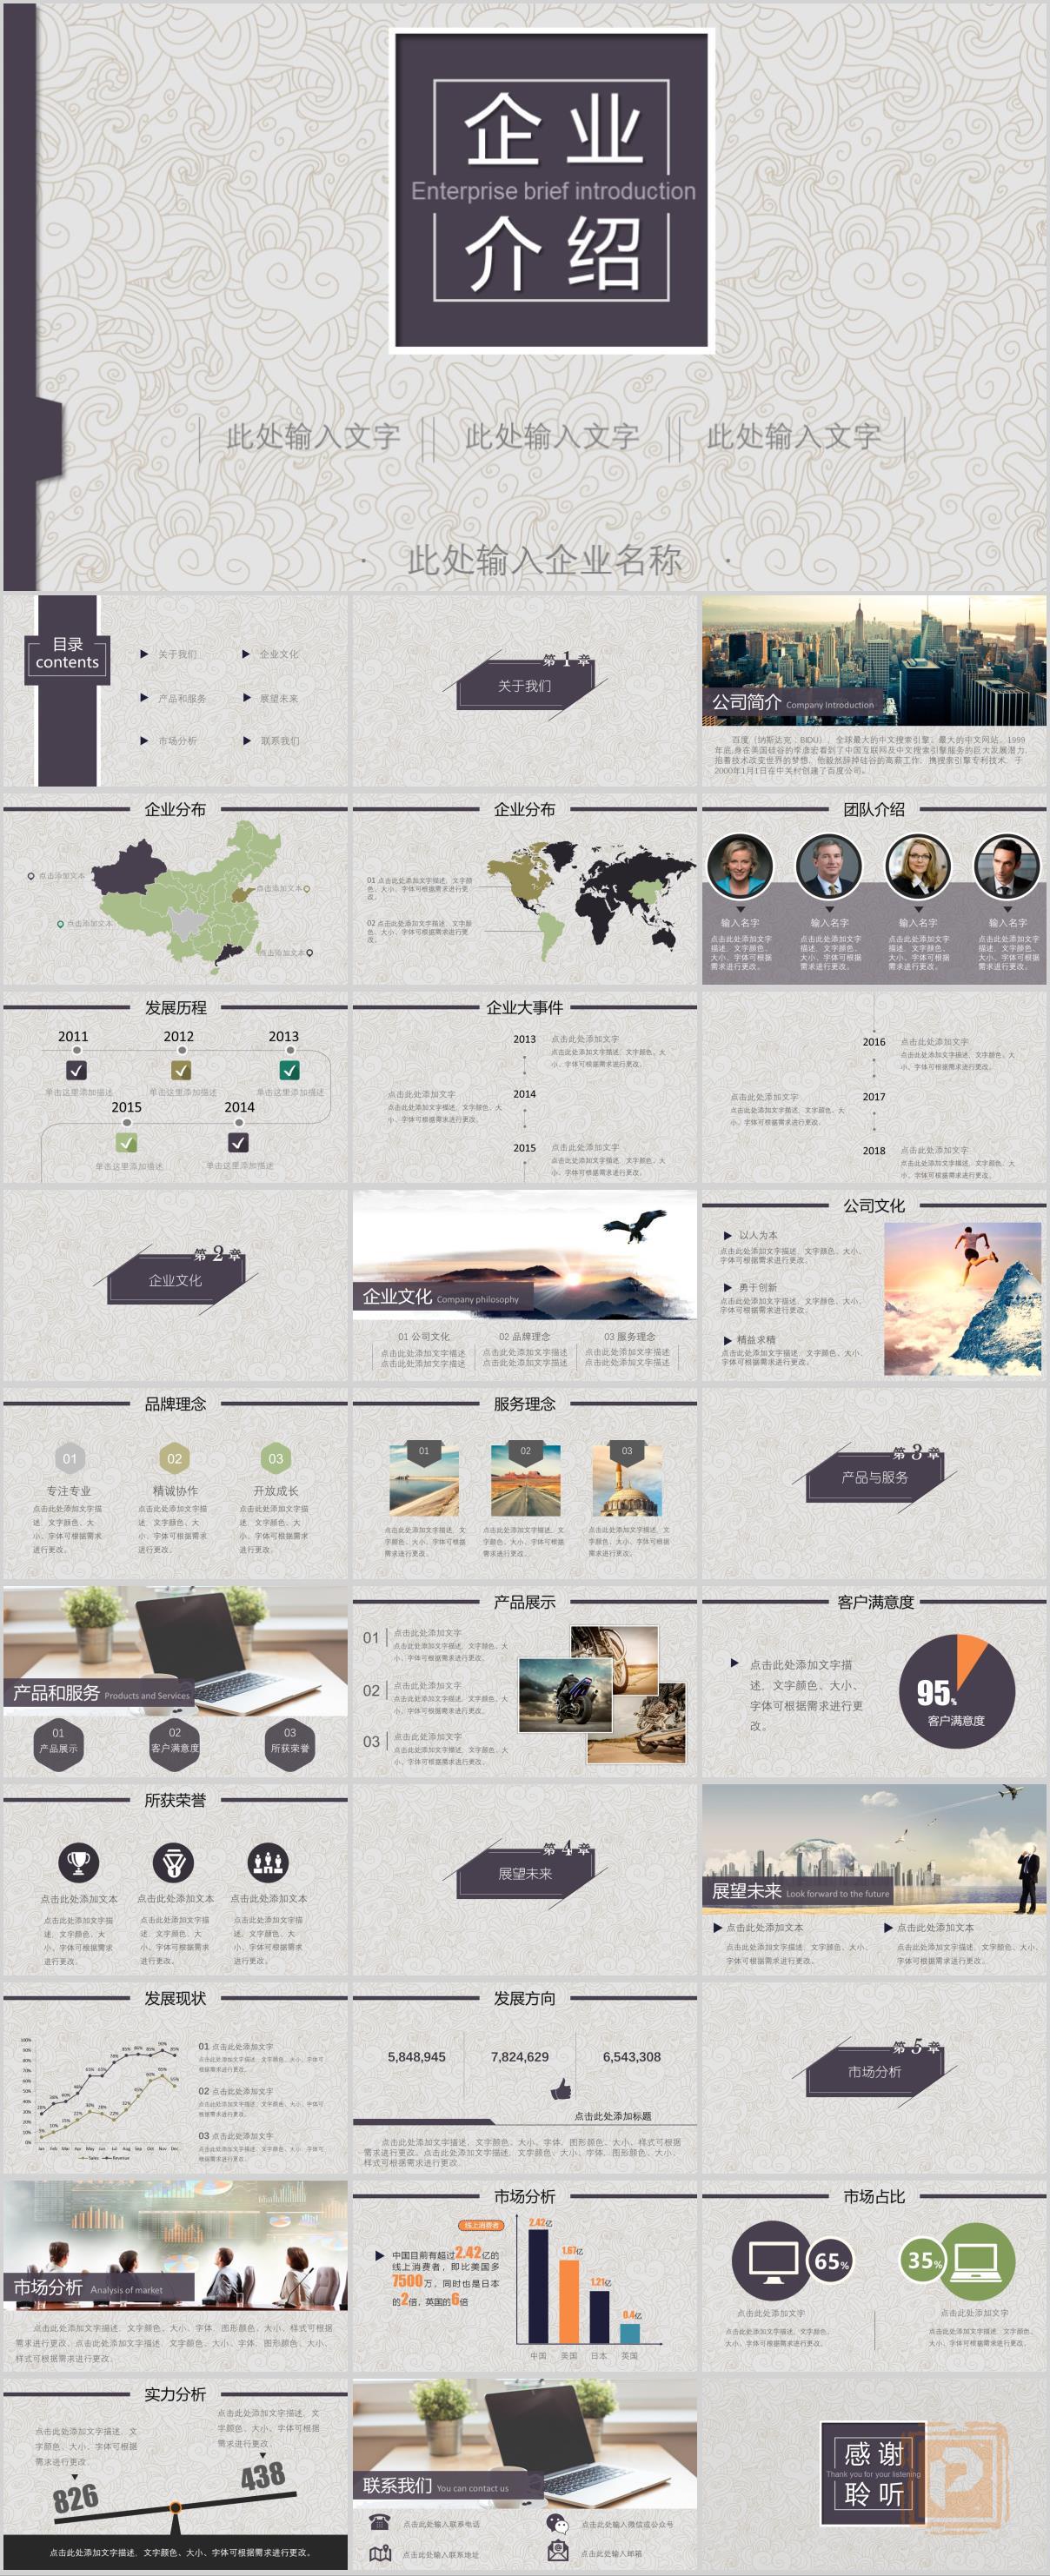 企业
Enterprise brief introduction
介绍
此处输入文字 此处输入文字 此处输入文字
· 此处输入企业名称 ·
目录
contents
关于我们 企业文化
产品和服务 展望未来
市场分析 联系我们
第1章
关于我们
公司简介 Company Introduction
百度(纳斯达克:BIDU),全球最大的中文搜索引擎、最大的中文网站。1999
年底,身在美国硅谷的李彦宏看到了中国互联网及中文搜索引擎服务的巨大发展潜力,
抱着技术改变世界的梦想,他毅然辞掉硅谷的高薪工作,携搜索引擎专利技术,于
2000年1月1日在中关村创建了百度公司。
企业分布
点击添加文本
点击添加文本
点击添加文本
点击添加文本
企业分布
01 点击此处添加文字描述,文字颜
色、大小、字体可根据需求进行更
改。
02 点击此处添加文字描述,文字颜
色、大小、字体可根据需求进行更
改。
团队介绍
输入名字 输入名字 输入名字 输入名字
点击此处添加文字 点击此处添加文字 点击此处添加文字 点击此处添加文字
描述,文字颜色、 描述,文字颜色、 描述,文字颜色、 描述,文字颜色、
大小、字体可根据 大小、字体可根据 大小、字体可根据 大小、字体可根据
需求进行更改。 需求进行更改。 需求进行更改。 需求进行更改。
发展历程
2011 2012 2013
单击这里添加描述 单击这里添加描述 单击这里添加描述
2015 2014
单击这里添加描述 单击这里添加描述
企业大事件
2013 点击此处添加文字
点击此处添加文字描述,文字颜色、大
小、字体可根据需求进行更改。
2014
点击此处添加文字
点击此处添加文字描述,文字颜色、大
小、字体可根据需求进行更改。
2015 点击此处添加文字
点击此处添加文字描述,文字颜色、大
小、字体可根据需求进行更改。
2016 点击此处添加文字
点击此处添加文字描述,文字颜色、大
小、字体可根据需求进行更改。
2017
点击此处添加文字
点击此处添加文字描述,文字颜色、大
小、字体可根据需求进行更改。
2018 点击此处添加文字
点击此处添加文字描述,文字颜色、大
小、字体可根据需求进行更改。
第2章
企业文化
企业文化 Company philosophy
01 公司文化 02 品牌理念 03 服务理念
点击此处添加文字描述 点击此处添加文字描述 点击此处添加文字描述
点击此处添加文字描述 点击此处添加文字描述 点击此处添加文字描述
公司文化
以人为本
点击此处添加文字描述,文字颜色、大小、
字体可根据需求进行更改。
勇于创新
点击此处添加文字描述,文字颜色、大小、
字体可根据需求进行更改。
精益求精
点击此处添加文字描述,文字颜色、大小、
字体可根据需求进行更改。
品牌理念
01 02 03
专注专业 精诚协作 开放成长
点击此处添加文字描 点击此处添加文字描 点击此处添加文字描
述,文字颜色、大 述,文字颜色、大 述,文字颜色、大
小、字体可根据需求 小、字体可根据需求 小、字体可根据需求
进行更改。 进行更改。 进行更改。
服务理念
01 02 03
点击此处添加文字描述,文 点击此处添加文字描述,文 点击此处添加文字描述,文
字颜色、大小、字体可根据 字颜色、大小、字体可根据 字颜色、大小、字体可根据
需求进行更改。 需求进行更改。 需求进行更改。
第3章
产品与服务
产品和服务 Products and Services
01 02 03
产品展示 客户满意度 所获荣誉
产品展示
01 点击此处添加文字
点击此处添加文字描述,文字颜色、大
小、字体可根据需求进行更改。
02 点击此处添加文字
点击此处添加文字描述,文字颜色、大
小、字体可根据需求进行更改。
03 点击此处添加文字
点击此处添加文字描述,文字颜色、大
小、字体可根据需求进行更改。
客户满意度
点击此处添加文字描
述,文字颜色、大小、
字体可根据需求进行更
改。
95%
客户满意度
所获荣誉
点击此处添加文本 点击此处添加文本 点击此处添加文本
点击此处添加文字描 点击此处添加文字描 点击此处添加文字描
述,文字颜色、大 述,文字颜色、大 述,文字颜色、大
小、字体可根据需求 小、字体可根据需求 小、字体可根据需求
进行更改。 进行更改。 进行更改。
第4章
展望未来
展望未来 Look forward to the future
点击此处添加文本 点击此处添加文本
点击此处添加文字描述,文字颜色、大小、 点击此处添加文字描述,文字颜色、大小、
字体可根据需求进行更改。 字体可根据需求进行更改。
发展现状
100%
90%
80%
70%
60%
50%
40%
30%
20%
10%
0%
Jan Feb Mar Apr May Jun Jul Aug Sep Oct Nov Dec
Sales Revenue
01 点击此处添加文字
点击此处添加文字描述,文字颜色、大小、字体可
根据需求进行更改。
02 点击此处添加文字
点击此处添加文字描述,文字颜色、大小、字体可
根据需求进行更改。
03 点击此处添加文字
点击此处添加文字描述,文字颜色、大小、字体可
根据需求进行更改。
发展方向
5,848,945 7,824,629 6,543,308
点击此处添加标题
点击此处添加文字描述,文字颜色、大小、字体,图形颜色、大小、样式可根据
需求进行更改。点击此处添加文字描述,文字颜色、大小、字体,图形颜色、大小、
样式可根据需求进行更改。
第5章
市场分析
市场分析 Analysis of market
点击此处添加文字描述,文字颜色、大小、字体,图形颜色、大小、样式可根据
需求进行更改。点击此处添加文字描述,文字颜色、大小、字体,图形颜色、大小、
样式可根据需求进行更改。
市场分析
线上消费者
中国目前有超过2.42亿的
线上消费者,即比美国多
7500万,同时也是日本
的2倍,英国的6倍
2.42亿
1.67亿
1.21亿
0.4亿
中国 美国 日本 英国
市场占比
65% 35%
点击此处添加文字 点击此处添加文字
点击此处添加文字描述,文字颜色、 点击此处添加文字描述,文字颜色、
大小、字体可根据需求进行更改。 大小、字体可根据需求进行更改。
实力分析
点击此处添加文字描述,文
字颜色、大小、字体可根据
需求进行更改。
点击此处添加文字描述,文
字颜色、大小、字体可根据
需求进行更改。
826 438
点击此处添加文字描述,文字颜色、大小、字体可根据需求进行更改。
联系我们 You can contact us
点击此处输入联系电话 点击此处输入微信或公众号
点击此处输入联系地址 点击此处输入邮箱
感谢
Thank you for your listening
聆听